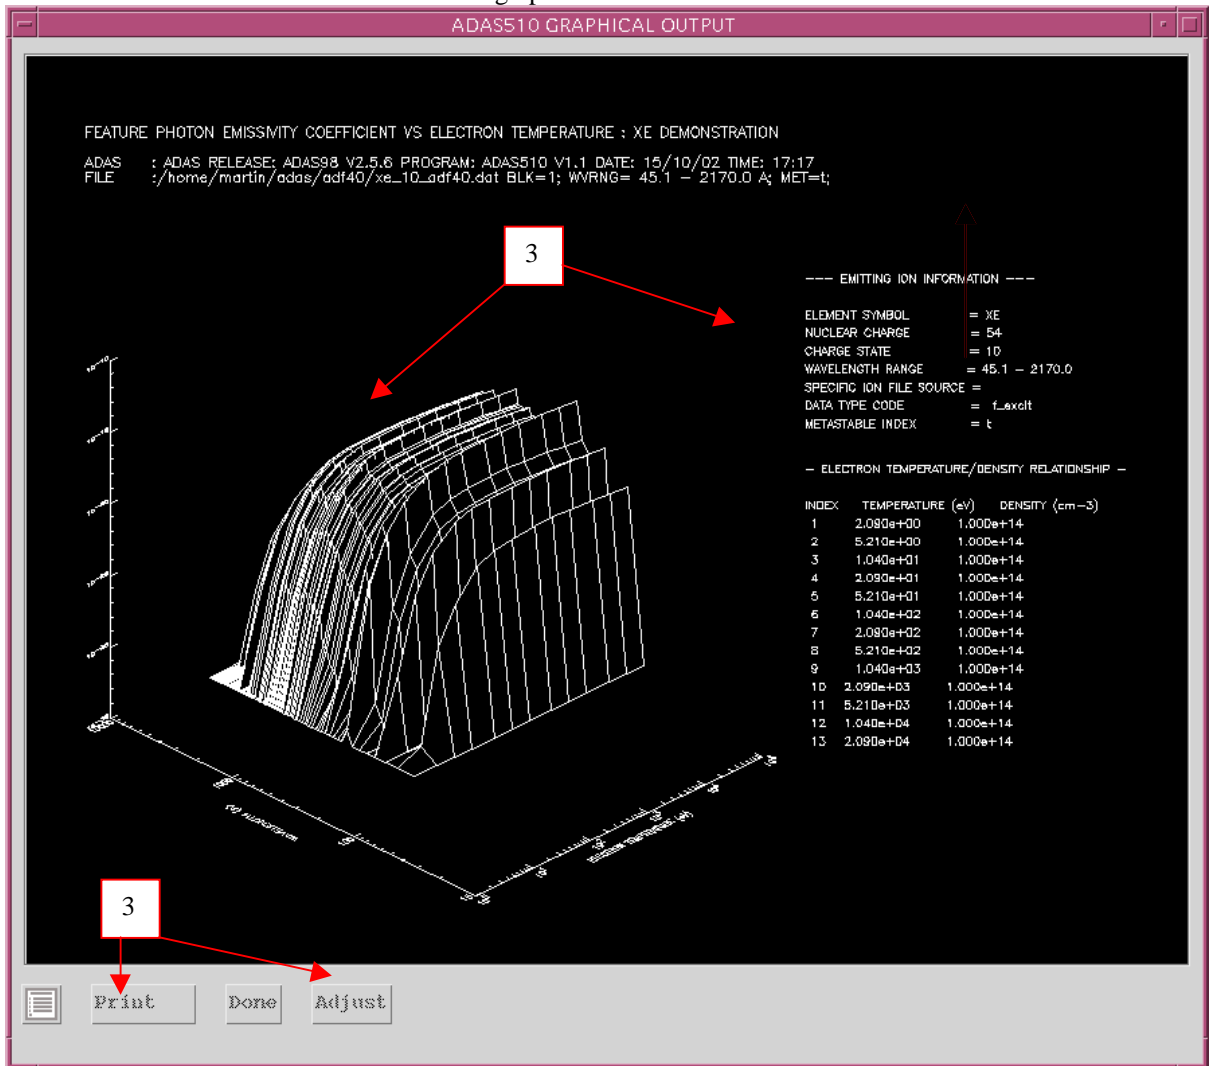 ADAS510 GRAPHICAL OUTPUT
FEATURE PHOTON EMISSIVITY COEFFICIENT VS ELECTRON TEMPERATURE : XE DEMONSTRATION
ADAS : ADAS RELEASE: ADAS98 V2.5.6 PROGRAM: ADAS510 V1.1 DATE: 15/10/02 TIME: 17:17
FILE :/home/martin/adas/adf40/xe_10_adf40.dat BLK=1; WVRNG= 45.1 - 2170.0 A; MET=t;
3
--- EMITTING ION INFORMATION ---
ELEMENT SYMBOL = XE
NUCLEAR CHARGE = 54
CHARGE STATE = 10
WAVELENGTH RANGE = 45.1 - 2170.0
SPECIFIC ION FILE SOURCE =
DATA TYPE CODE = f_excit
METASTABLE INDEX = t
- ELECTRON TEMPERATURE/DENSITY RELATIONSHIP -
INDEX TEMPERATURE (eV) DENSITY (cm-3)
1 2.090e+00 1.000e+14
2 5.210e+00 1.000e+14
3 1.040e+01 1.000e+14
4 2.090e+01 1.000e+14
5 5.210e+01 1.000e+14
6 1.040e+02 1.000e+14
7 2.090e+02 1.000e+14
8 5.210e+02 1.000e+14
9 1.040e+03 1.000e+14
10 2.090e+03 1.000e+14
11 5.210e+03 1.000e+14
12 1.040e+04 1.000e+14
13 2.090e+04 1.000e+14
3
Print Done Adjust